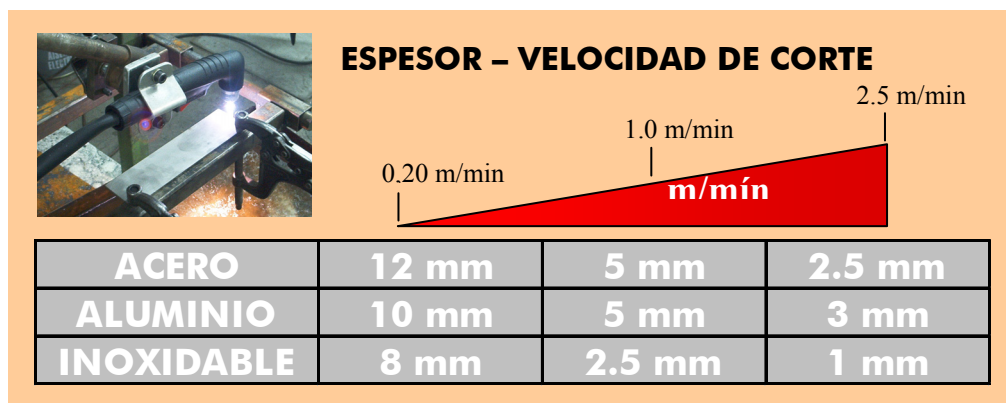 ESPESOR – VELOCIDAD DE CORTE
2.5 m/min
1.0 m/min
0.20 m/min
m/mín
ACERO 12 mm 5 mm 2.5 mm
ALUMINIO 10 mm 5 mm 3 mm
INOXIDABLE 8 mm 2.5 mm 1 mm